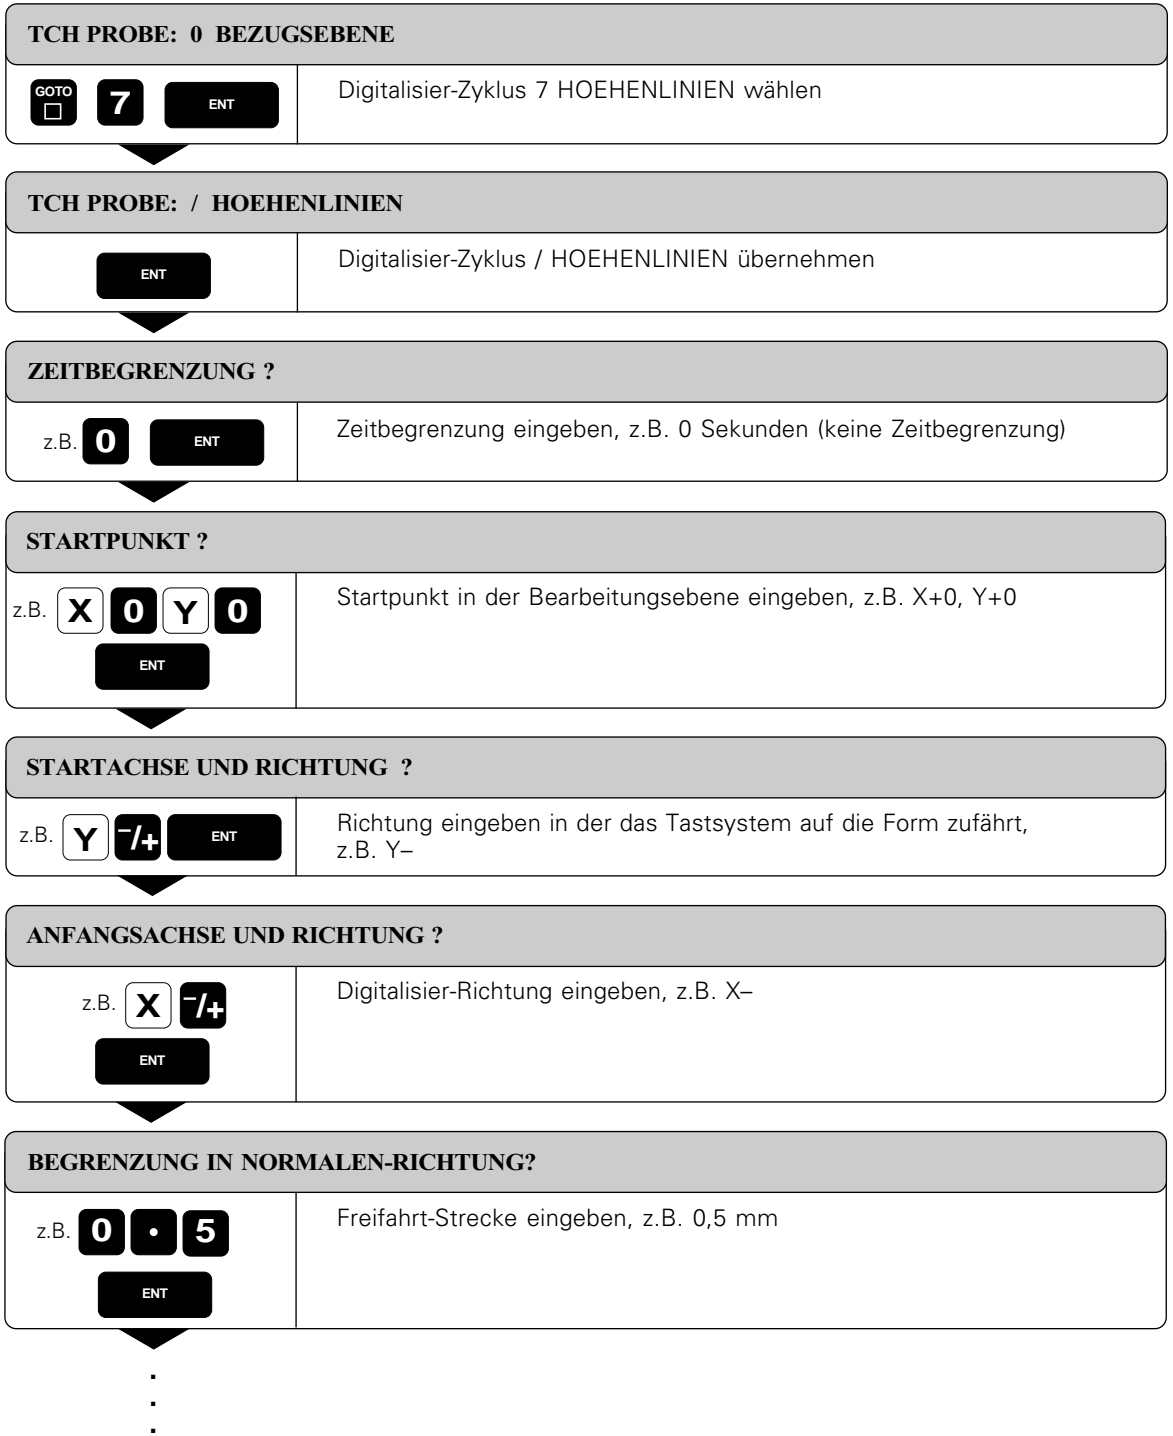 TCH PROBE: 0 BEZUGSEBENE
GOTO 7 ENT
Digitalisier-Zyklus 7 HOEHENLINIEN wählen
TCH PROBE: / HOEHENLINIEN
ENT
Digitalisier-Zyklus / HOEHENLINIEN übernehmen
ZEITBEGRENZUNG ?
z.B. 0 ENT
Zeitbegrenzung eingeben, z.B. 0 Sekunden (keine Zeitbegrenzung)
STARTPUNKT ?
z.B. X 0 Y 0
ENT
Startpunkt in der Bearbeitungsebene eingeben, z.B. X+0, Y+0
STARTACHSE UND RICHTUNG ?
z.B. Y –/+ ENT
Richtung eingeben in der das Tastsystem auf die Form zufährt,
z.B. Y–
ANFANGSACHSE UND RICHTUNG ?
z.B. X –/+
ENT
Digitalisier-Richtung eingeben, z.B. X–
BEGRENZUNG IN NORMALEN-RICHTUNG?
z.B. 0 · 5
ENT
Freifahrt-Strecke eingeben, z.B. 0,5 mm
.
.
.